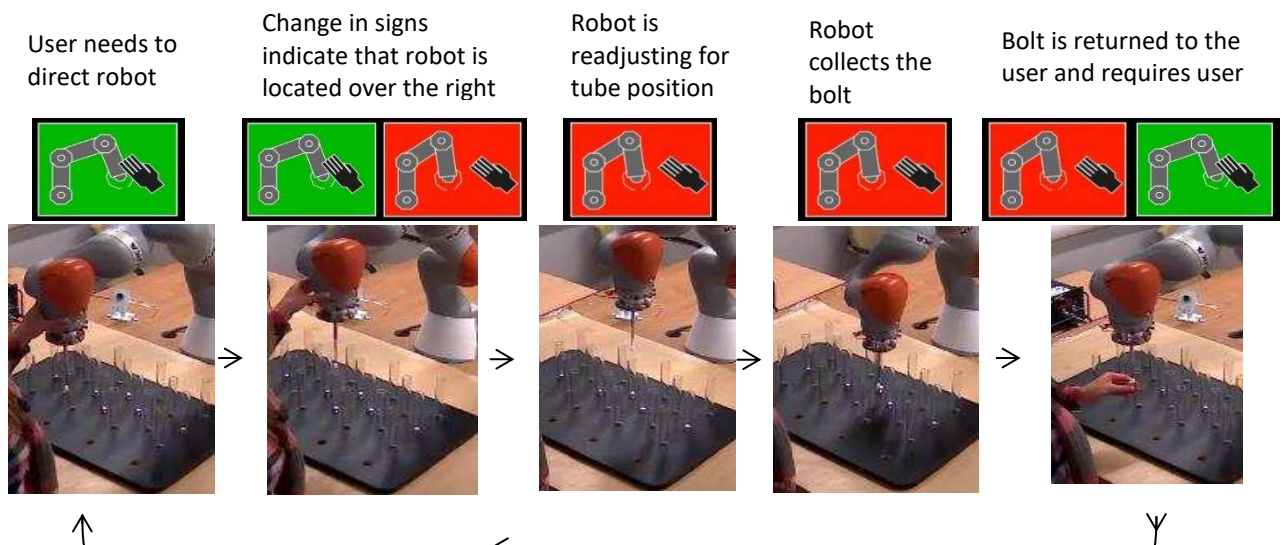 User needs to
direct robot
Change in signs
indicate that robot is
located over the right
Robot is
readjusting for
tube position
Robot
collects the
bolt
Bolt is returned to the
user and requires user
KUKA